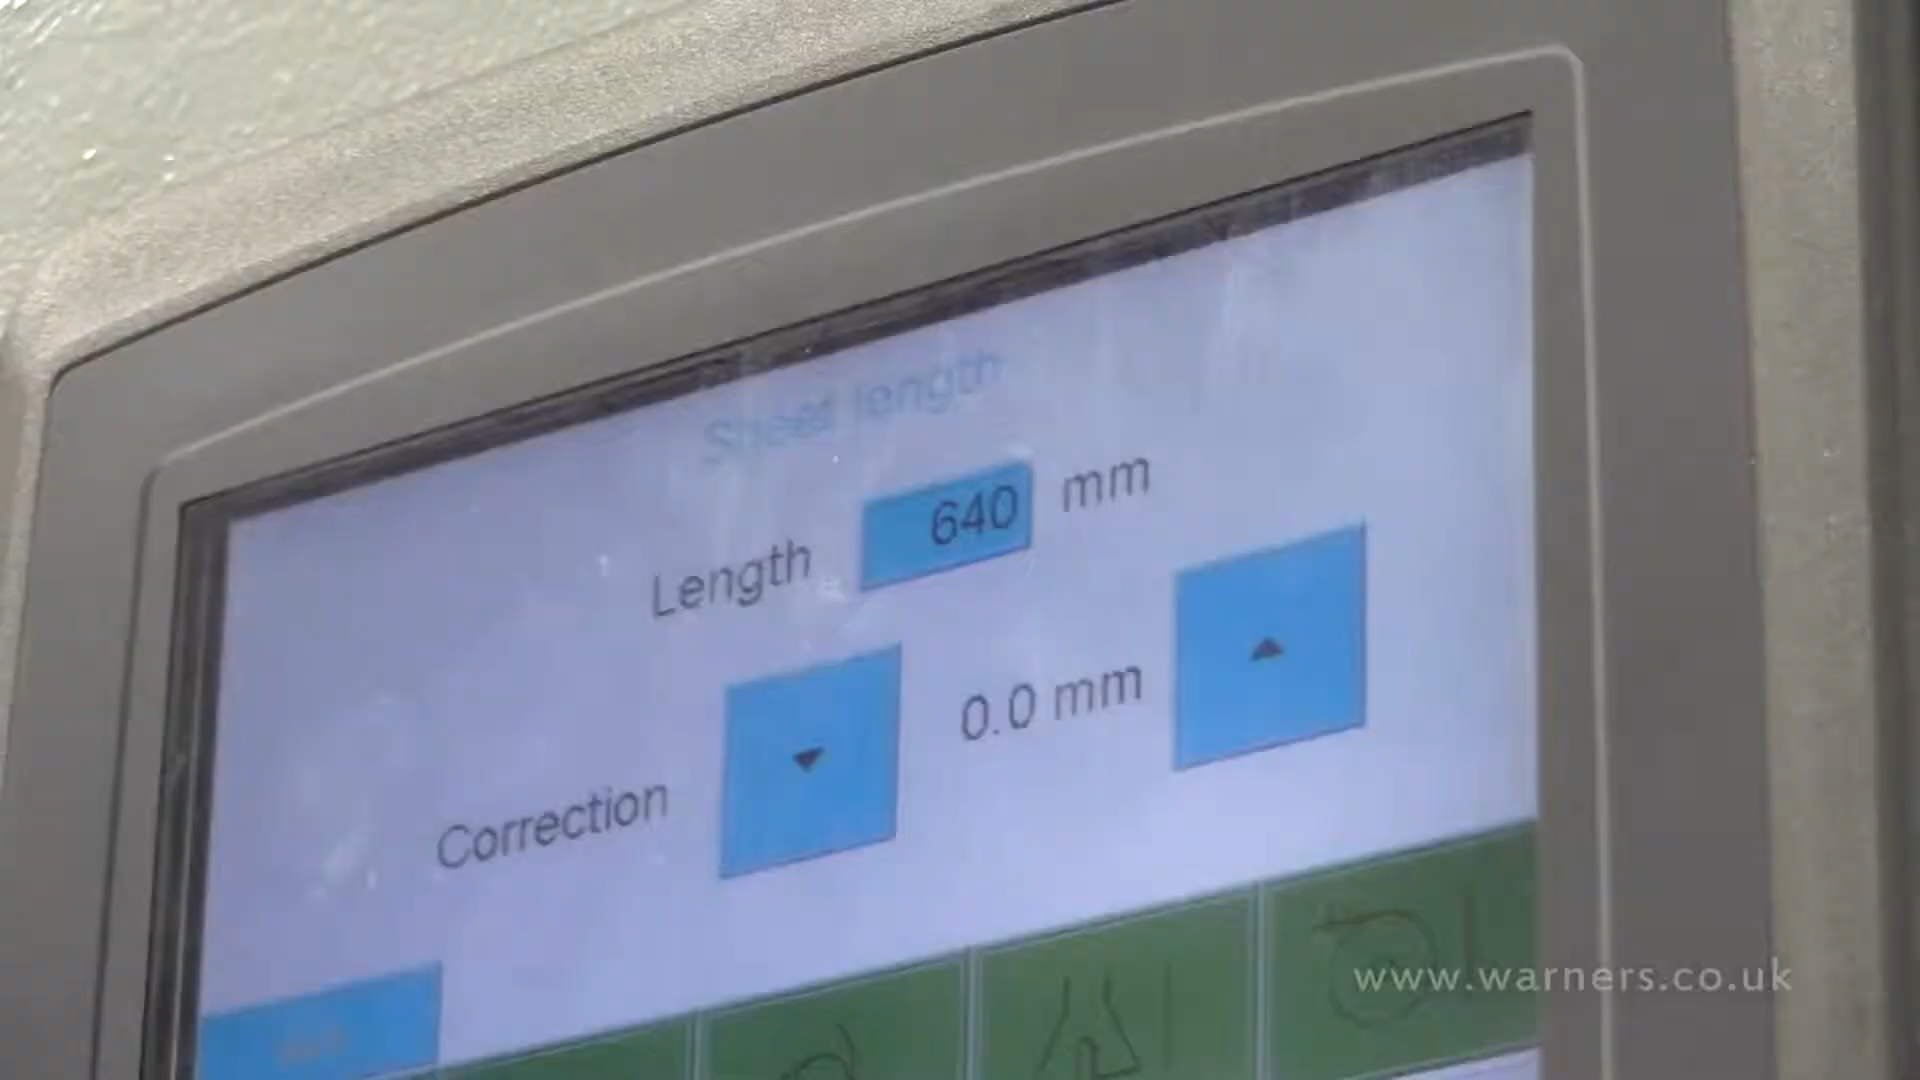 Sheet length
Length 640 mm
Correction 0.0 mm
www.warners.co.uk